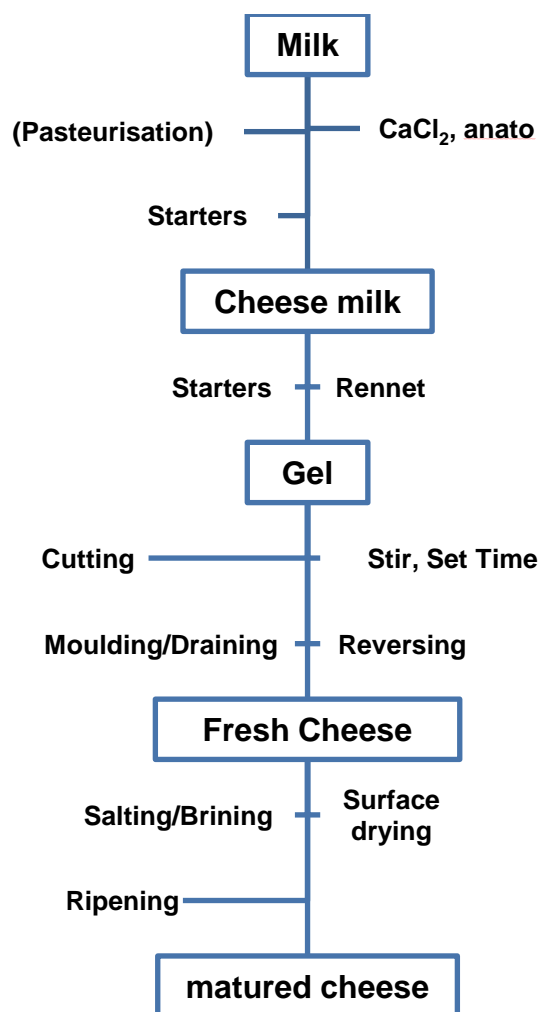 Milk
(Pasteurisation)
CaCl₂, anato
Starters
Cheese milk
Starters
Rennet
Gel
Cutting
Stir, Set Time
Moulding/Draining
Reversing
Fresh Cheese
Salting/Brining
Surface
drying
Ripening
matured cheese